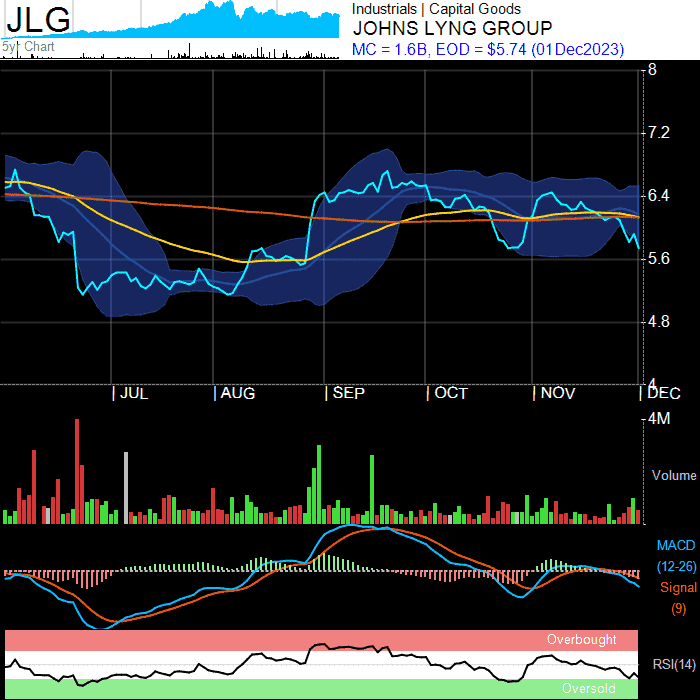 JLG
Industrials | Capital Goods
JOHNS LYNG GROUP
MC = 1.6B, EOD = $5.74 (01Dec2023)
5yr Chart
8
7.2
6.4
5.6
4.8
4
JUL AUG SEP OCT NOV DEC
4M
Volume
MACD
(12-26)
Signal
(9)
Overbought
RSI(14)
Oversold